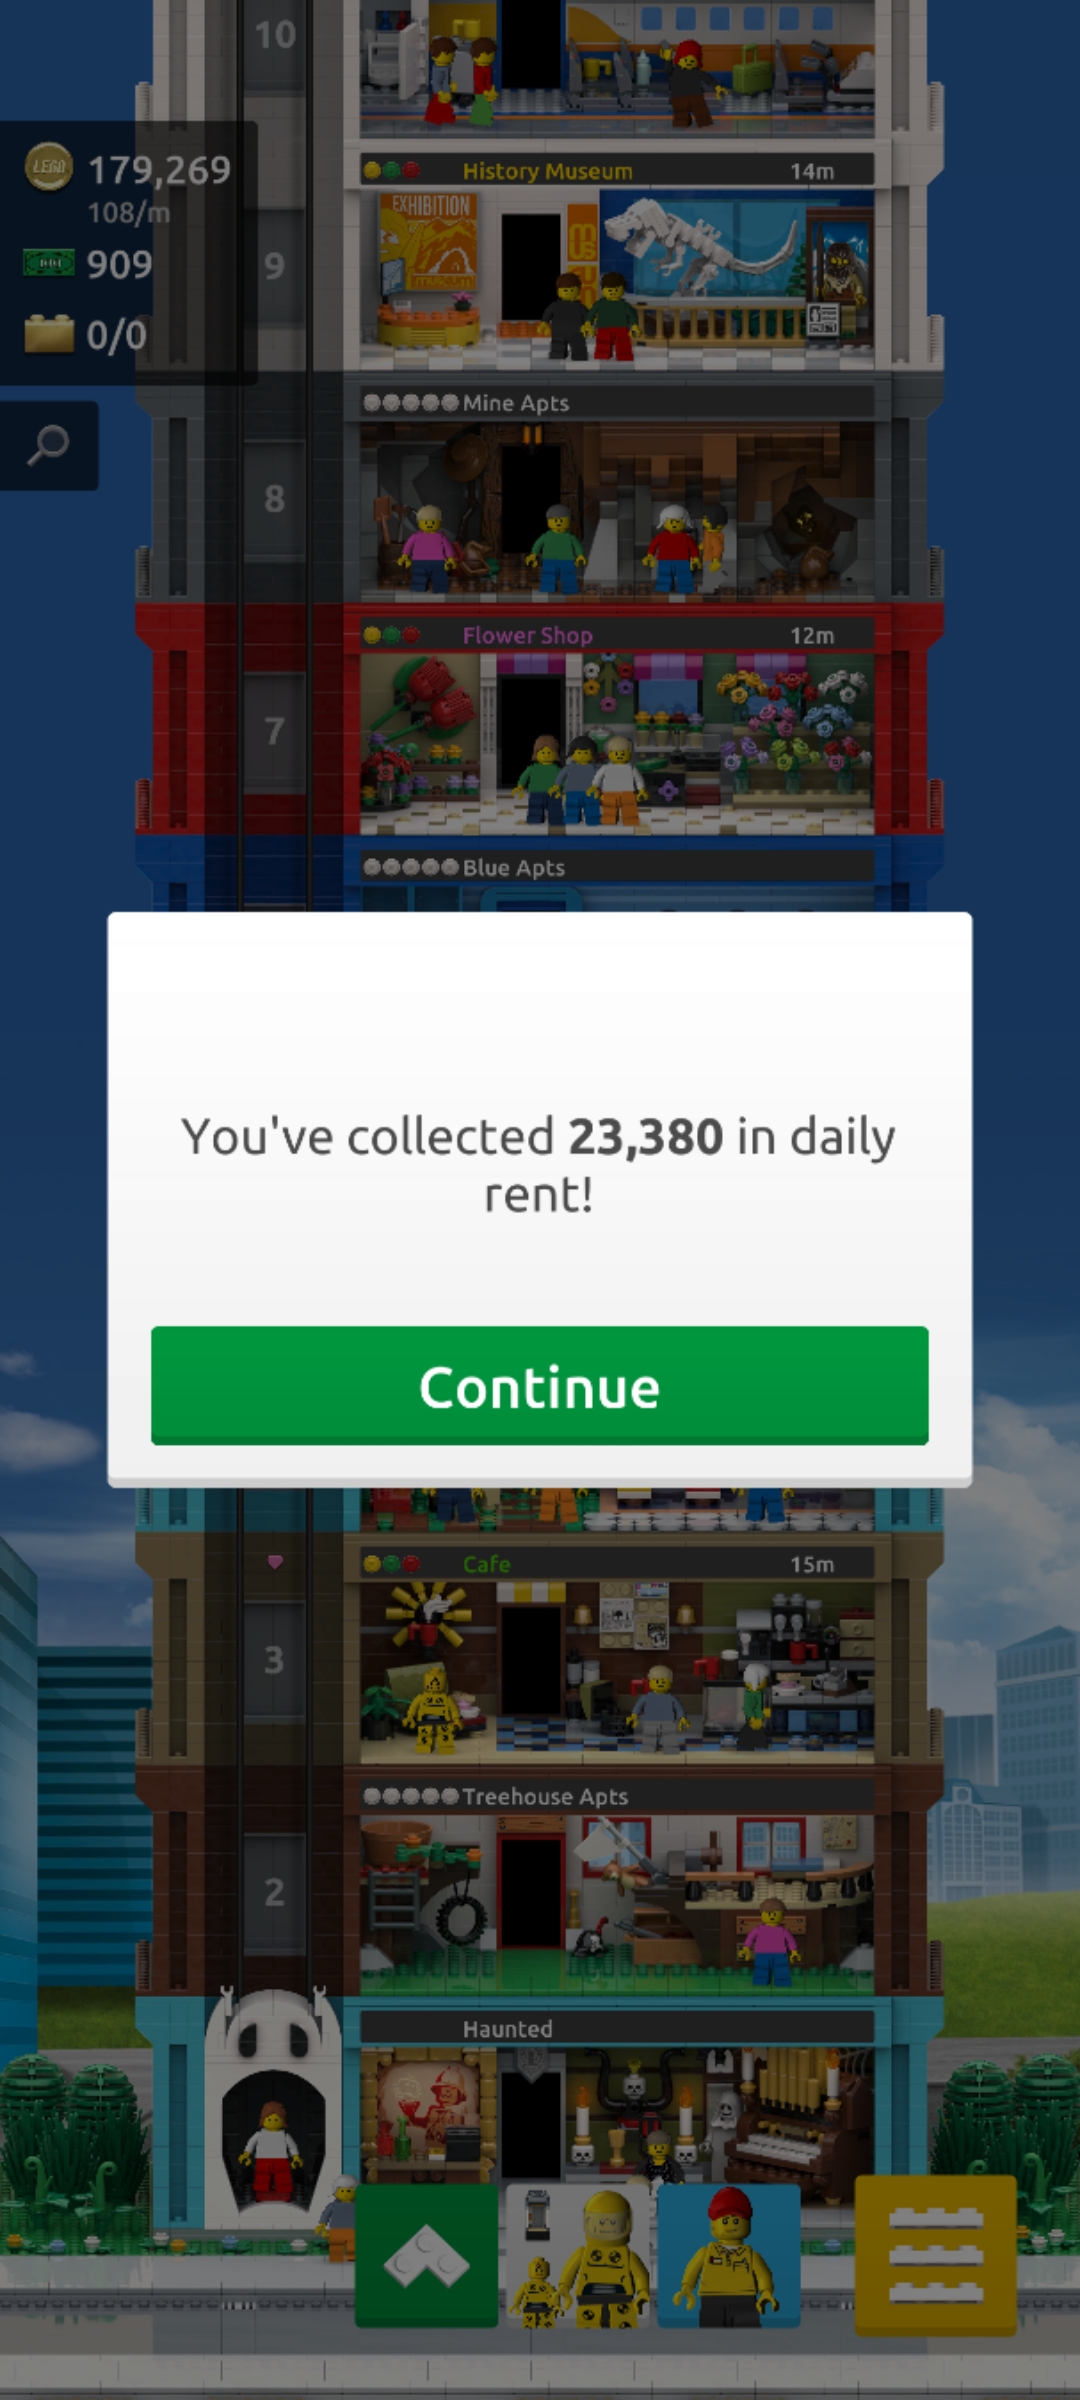 10
LEGO 179,269
108/m
909
0/0
History Museum 14m
EXHIBITION
museum
9
Mine Apts
8
Flower Shop 12m
7
Blue Apts
You've collected 23,380 in daily
rent!
Continue
Cafe 15m
3
Treehouse Apts
2
Haunted